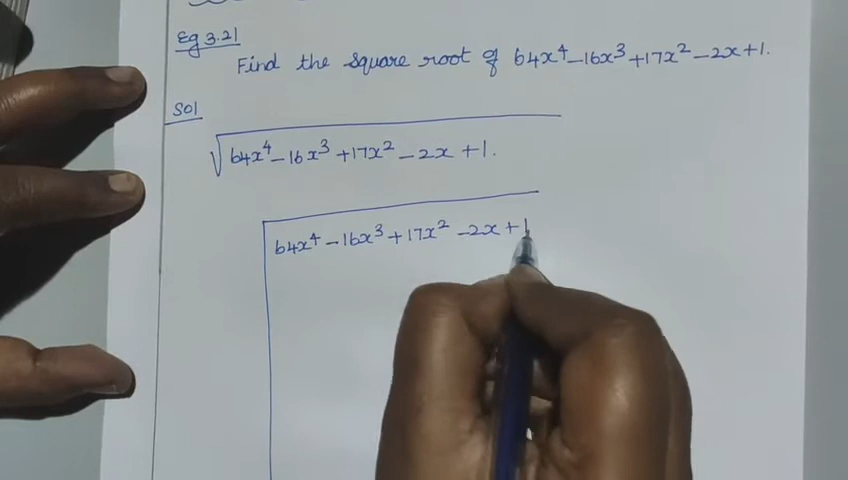 Eg 3.21
Find the square root of 64x⁴-16x³+17x²-2x+1.
Sol
√64x⁴-16x³+17x²-2x+1.
64x⁴-16x³+17x²-2x+1